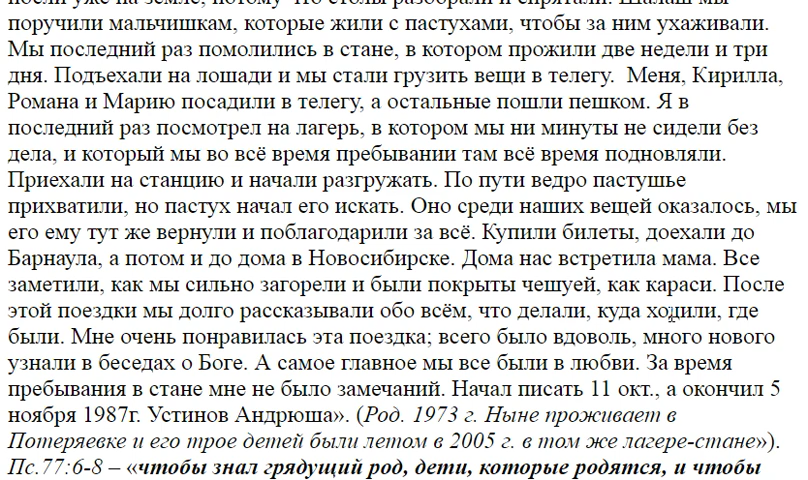 поели уже на земле, потому что столы разобрали и спрятали. Шалаш мы
поручили мальчишкам, которые жили с пастухами, чтобы за ним ухаживали.
Мы последний раз помолились в стане, в котором прожили две недели и три
дня. Подъехали на лошади и мы стали грузить вещи в телегу.  Меня, Кирилла,
Романа и Марию посадили в телегу, а остальные пошли пешком. Я в
последний раз посмотрел на лагерь, в котором мы ни минуты не сидели без
дела, и который мы во всё время пребывании там всё время подновляли.
Приехали на станцию и начали разгружать. По пути ведро пастушье
прихватили, но пастух начал его искать. Оно среди наших вещей оказалось, мы
его ему тут же вернули и поблагодарили за всё. Купили билеты, доехали до
Барнаула, а потом и до дома в Новосибирске. Дома нас встретила мама. Все
заметили, как мы сильно загорели и были покрыты чешуей, как караси. После
этой поездки мы долго рассказывали обо всём, что делали, куда ходили, где
были. Мне очень понравилась эта поездка; всего было вдоволь, много нового
узнали в беседах о Боге. А самое главное мы все были в любви. За время
пребывания в стане мне не было замечаний. Начал писать 11 окт., а окончил 5
ноября 1987г. Устинов Андрюша». (Род. 1973 г. Ныне проживает в
Потеряевке и его трое детей были летом в 2005 г. в том же лагере-стане»).
Пс.77:6-8 – «чтобы знал грядущий род, дети, которые родятся, и чтобы